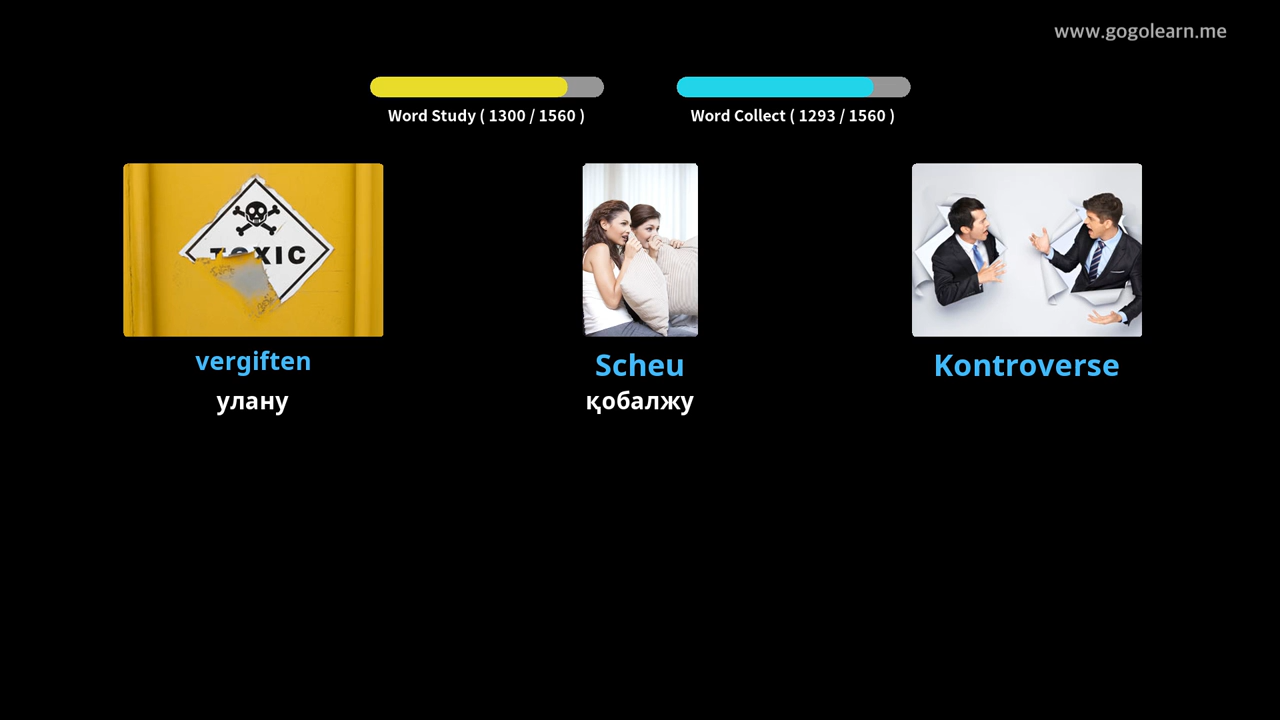 www.gogolearn.me
Word Study ( 1300 / 1560 )
Word Collect ( 1293 / 1560 )
TOXIC
vergiften
улану
Scheu
қобалжу
Kontroverse